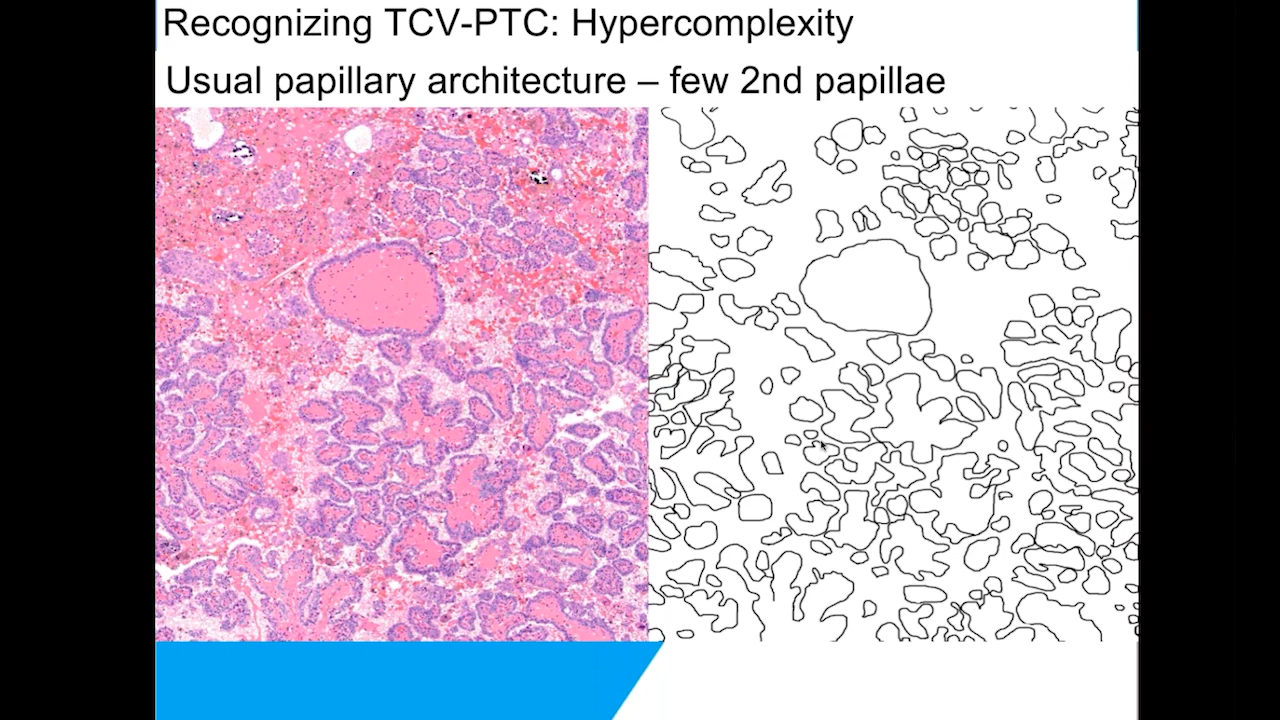 Recognizing TCV-PTC: Hypercomplexity
Usual papillary architecture – few 2nd papillae